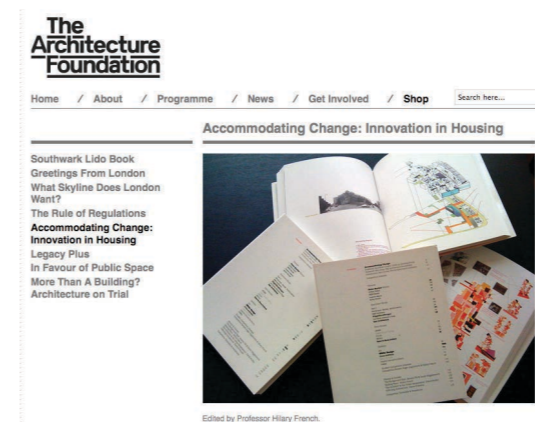 The
Architecture
Foundation
Home / About / Programme / News / Get Involved / Shop
Search here...
Accommodating Change: Innovation in Housing
Southwark Lido Book
Greetings From London
What Skyline Does London
Want?
The Rule of Regulations
Accommodating Change:
Innovation in Housing
Legacy Plus
In Favour of Public Space
More Than A Building?
Architecture on Trial
Edited by Professor Hilary French.